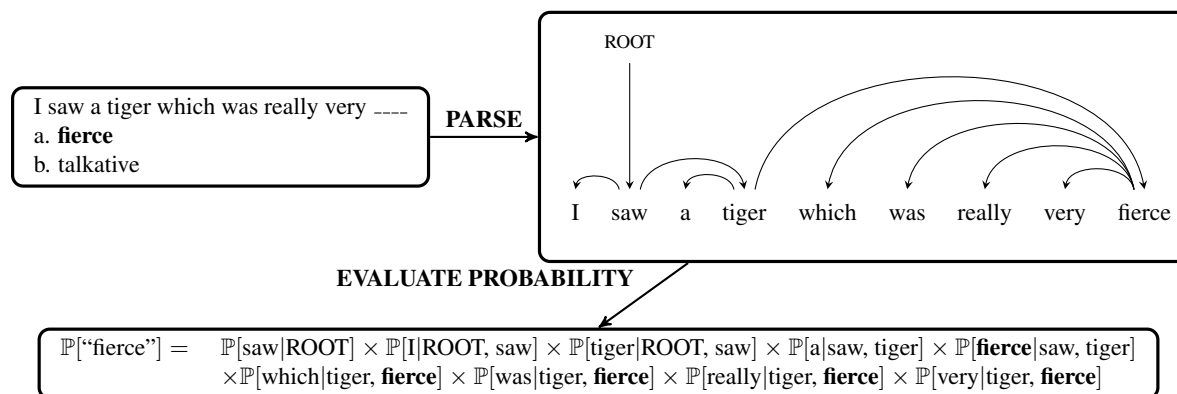 I saw a tiger which was really very ____
a. fierce
b. talkative
PARSE
ROOT
I saw a tiger which was really very fierce
EVALUATE PROBABILITY
ℙ[“fierce”] = ℙ[saw|ROOT] × ℙ[I|ROOT, saw] × ℙ[tiger|ROOT, saw] × ℙ[a|saw, tiger] × ℙ[fierce|saw, tiger]
×ℙ[which|tiger, fierce] × ℙ[was|tiger, fierce] × ℙ[really|tiger, fierce] × ℙ[very|tiger, fierce]